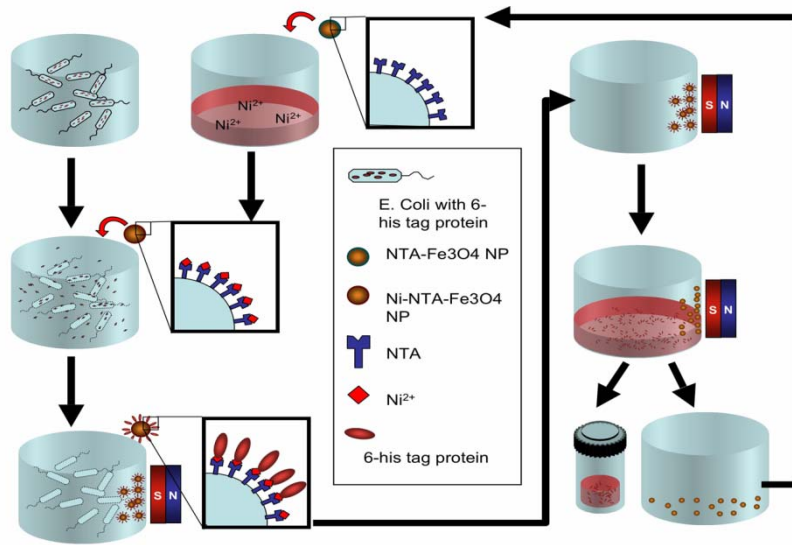 Ni²⁺
Ni²⁺
Ni²⁺
S N
E. Coli with 6-
his tag protein
NTA-Fe3O4 NP
Ni-NTA-Fe3O4
NP
NTA
Ni²⁺
6-his tag protein
S N
S N